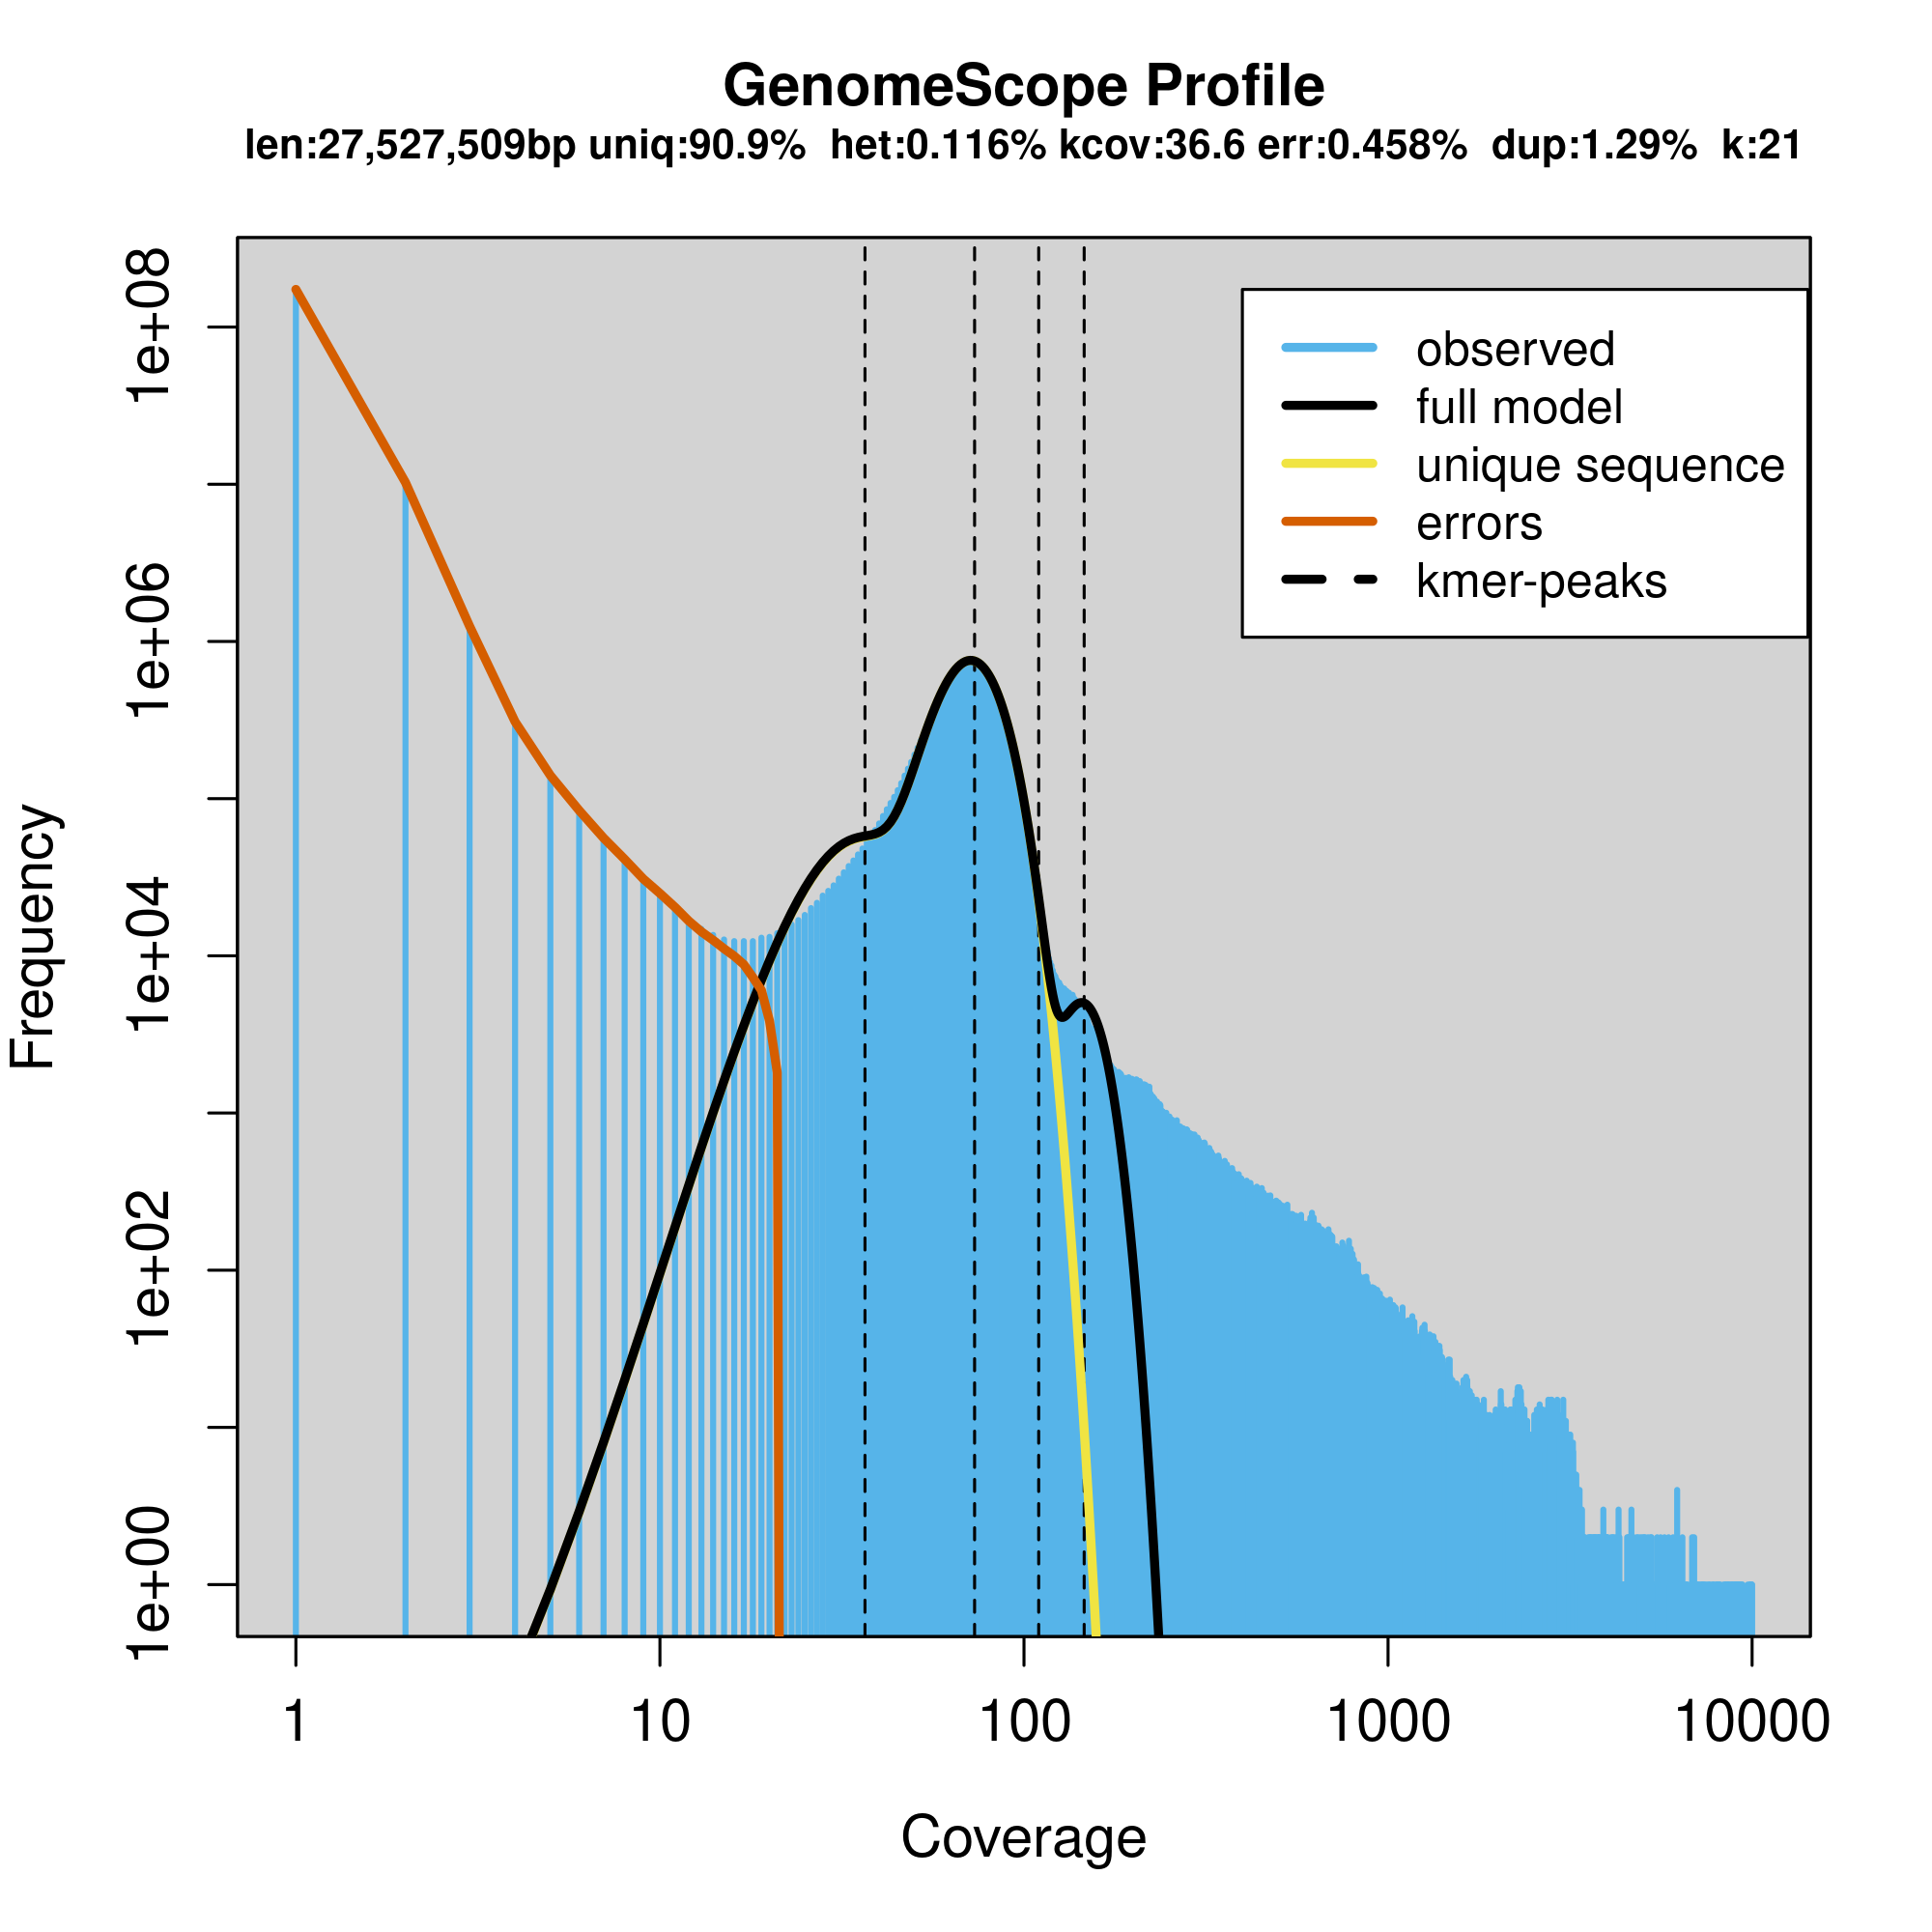 GenomeScope Profile
len:27,527,509bp uniq:90.9% het:0.116% kcov:36.6 err:0.458% dup:1.29% k:21
observed
full model
unique sequence
errors
kmer-peaks
Frequency
1e+08
1e+06
1e+04
1e+02
1e+00
1
10
100
1000
10000
Coverage